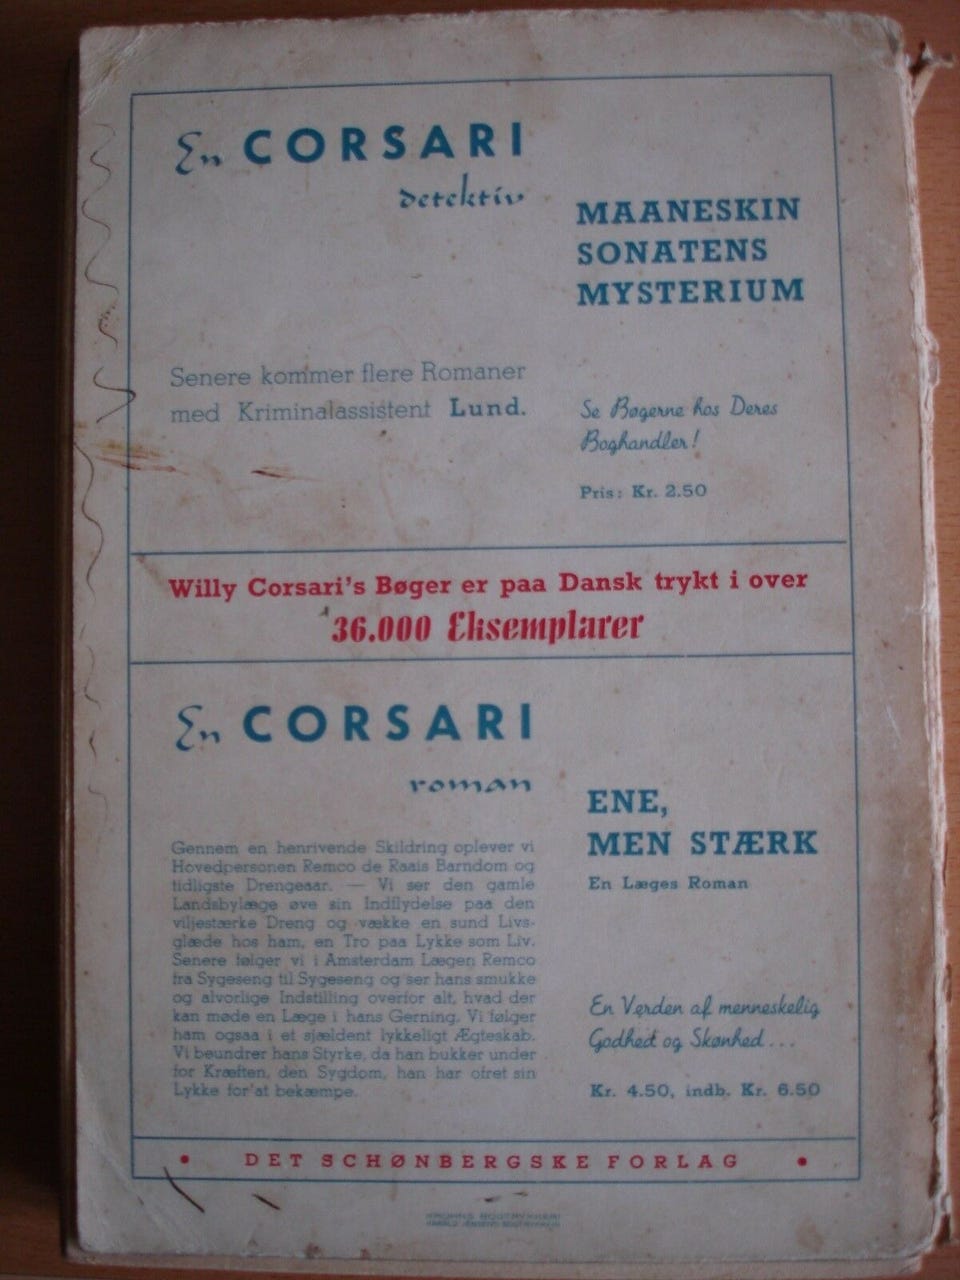 En CORSARI
detektiv
MAANESKIN
SONATENS
MYSTERIUM
Senere kommer flere Romaner
med Kriminalassistent Lund.
Se Bøgerne hos Deres
Boghandler!
Pris: Kr. 2.50
Willy Corsari's Bøger er paa Dansk trykt i over
36.000 Eksemplarer
En CORSARI
roman
ENE,
MEN STÆRK
En Læges Roman
Gennem en henrivende Skildring oplever vi
Hovedpersonen Remco de Raais Barndom og
tidligste Drengeaar. — Vi ser den gamle
Landsbylæge øve sin Indflydelse paa den
viljestærke Dreng og vække en sund Livs-
glæde hos ham, en Tro paa Lykke som Liv.
Senere følger vi i Amsterdam Lægen Remco
fra Sygeseng til Sygeseng og ser hans smukke
og alvorlige Indstilling overfor alt, hvad der
kan møde en Læge i hans Gerning. Vi følger
ham ogsaa i et sjældent lykkeligt Ægteskab.
Vi beundrer hans Styrke, da han bukker under
for Kræften, den Sygdom, han har ofret sin
Lykke for at bekæmpe.
En Verden af menneskelig
Godhed og Skønhed ...
Kr. 4.50, indb. Kr. 6.50
• DET SCHØNBERGSKE FORLAG •